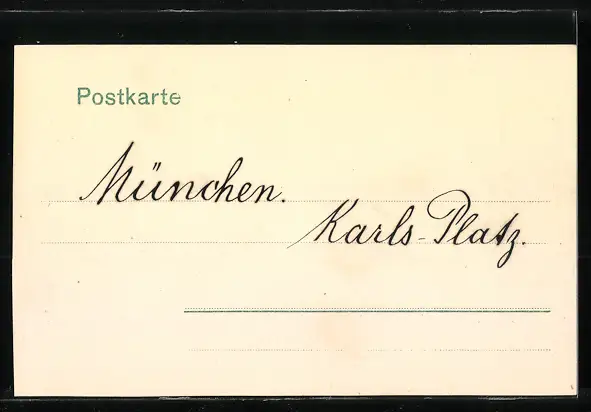 Postkarte
München.
Karls-Platz.